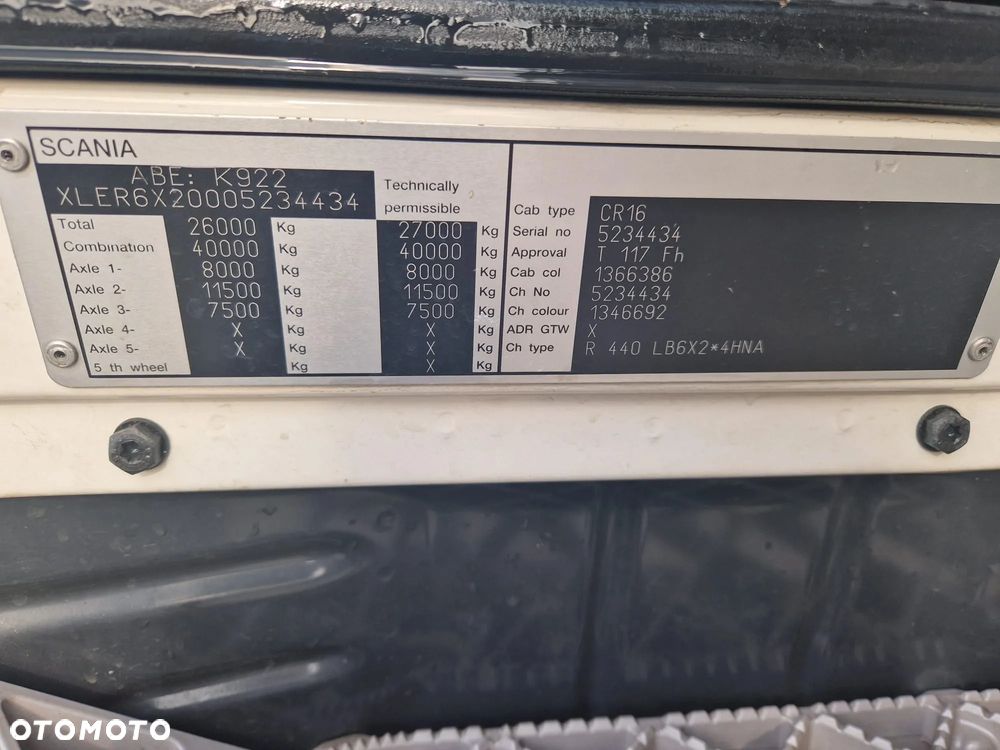 SCANIA
ABE: K922
XLER6X20005234434
Technically
permissible
Total 26000 Kg 27000 Kg
Combination 40000 Kg 40000 Kg
Axle 1- 8000 Kg 8000 Kg
Axle 2- 11500 Kg 11500 Kg
Axle 3- 7500 Kg 7500 Kg
Axle 4- X Kg X Kg
Axle 5- X Kg X Kg
5 th wheel Kg X Kg
Cab type CR16
Serial no 5234434
Approval T 117 Fh
Cab col 1366386
Ch No 5234434
Ch colour 1346692
ADR GTW X
Ch type R 440 LB6X2*4HNA
OTOMOTO